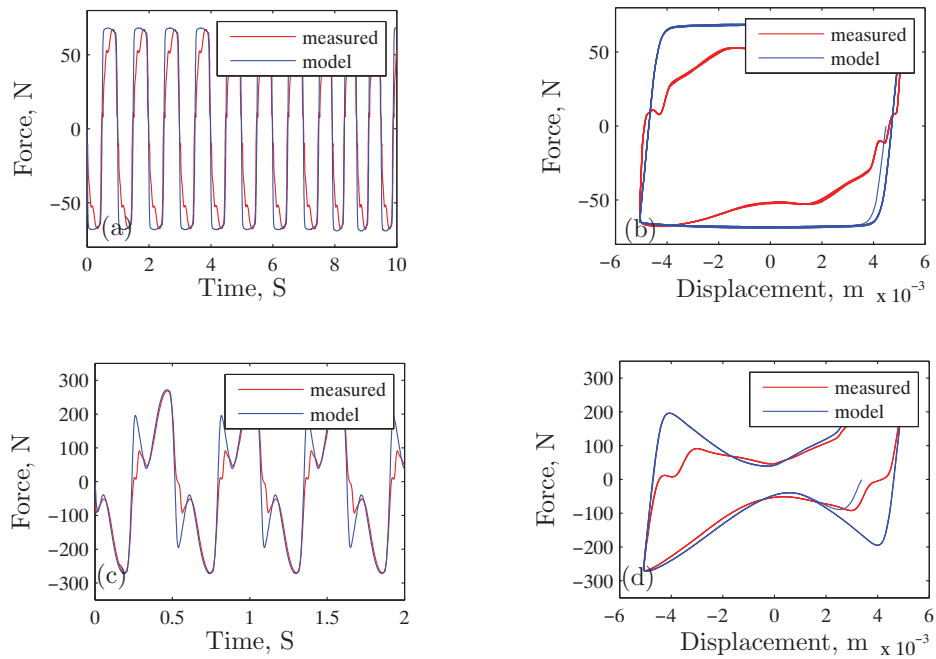 50
0
−50
Force, N
measured
model
(a)
0 2 4 6 8 10
Time, S
50
0
−50
Force, N
measured
model
(b)
−6 −4 −2 0 2 4 6
Displacement, m x 10⁻³
300
200
100
0
−100
−200
−300
Force, N
measured
model
(c)
0 0.5 1 1.5 2
Time, S
300
200
100
0
−100
−200
−300
Force, N
measured
model
(d)
−6 −4 −2 0 2 4 6
Displacement, m x 10⁻³